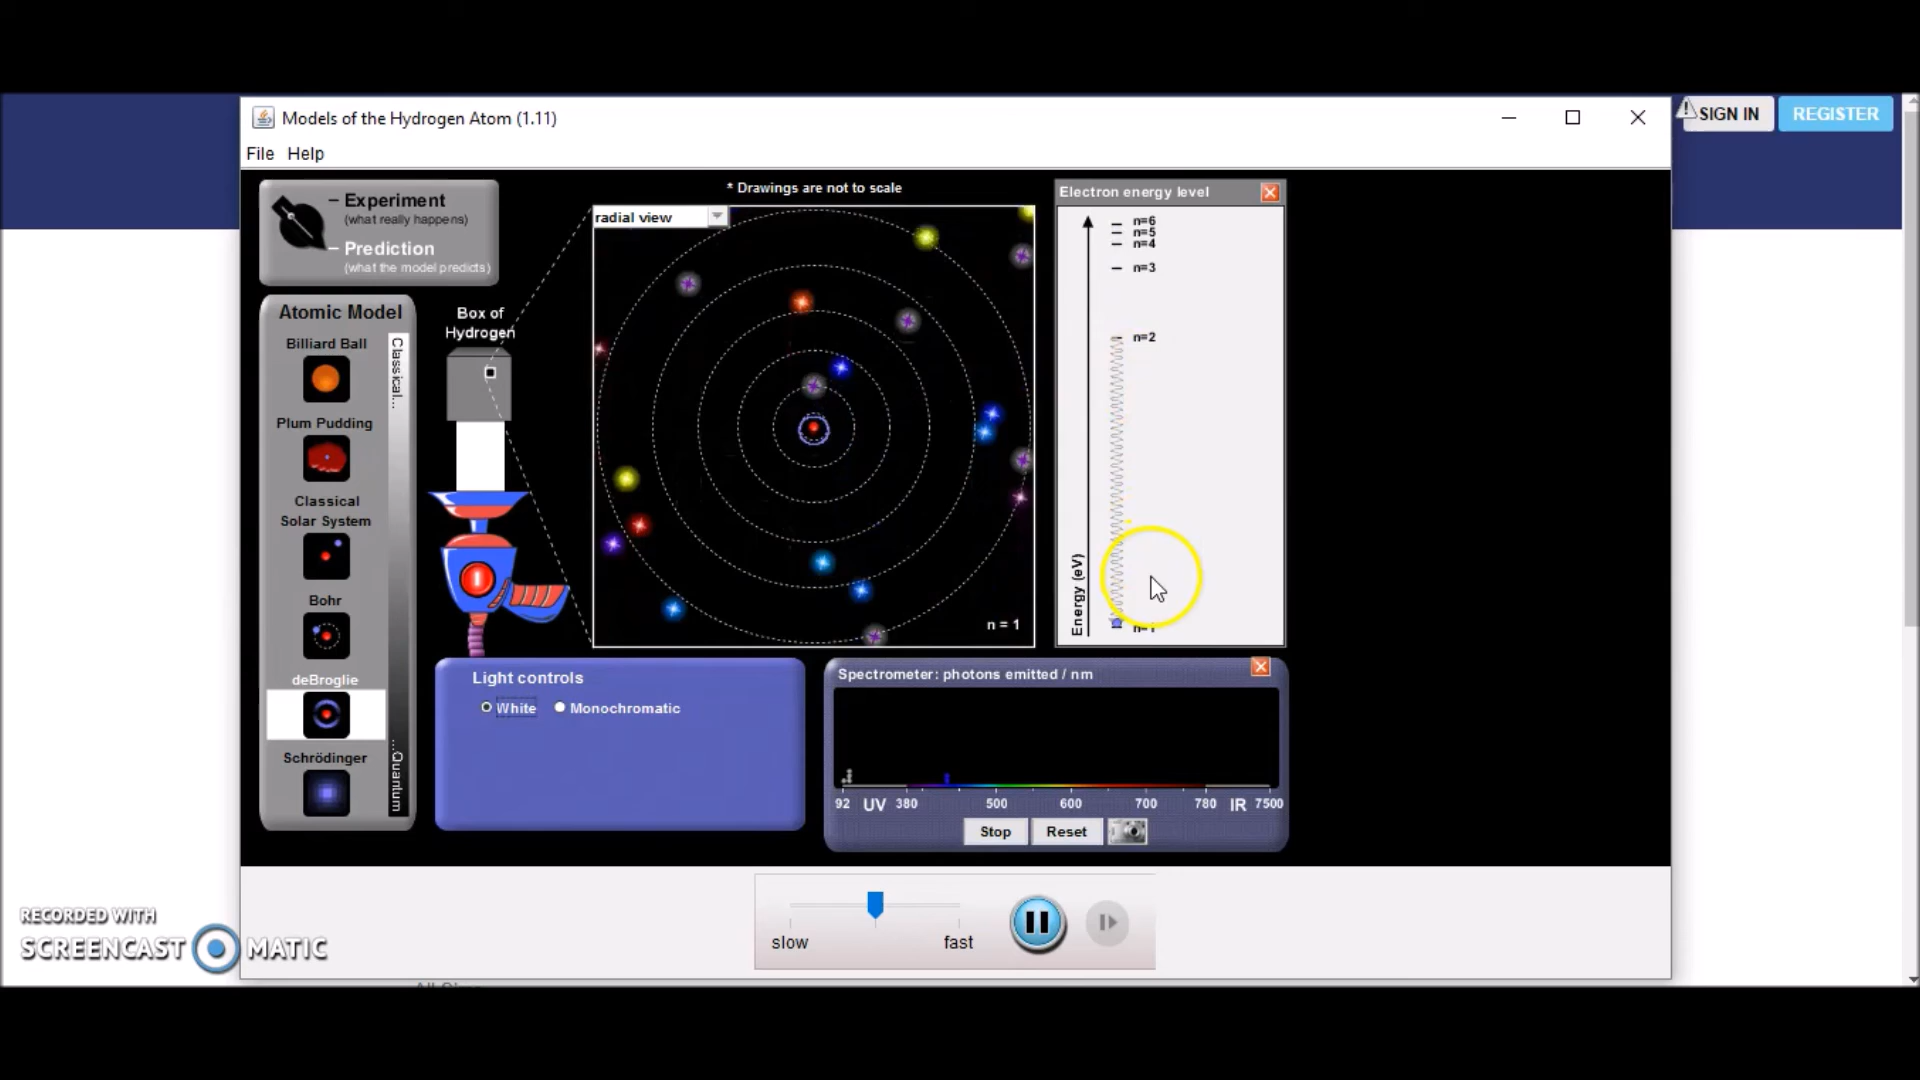 Models of the Hydrogen Atom (1.11)
SIGN IN
REGISTER
File Help
Experiment
(what really happens)
Prediction
(what the model predicts)
* Drawings are not to scale
radial view
Electron energy level
n=6
n=5
n=4
n=3
n=2
n=1
Energy (eV)
Atomic Model
Billiard Ball
Plum Pudding
Classical
Solar System
Bohr
deBroglie
Schrödinger
Classical...
...Quantum
Box of
Hydrogen
n = 1
Light controls
White
Monochromatic
Spectrometer: photons emitted / nm
92 UV 380 500 600 700 780 IR 7500
Stop
Reset
slow
fast
RECORDED WITH
SCREENCAST MATIC